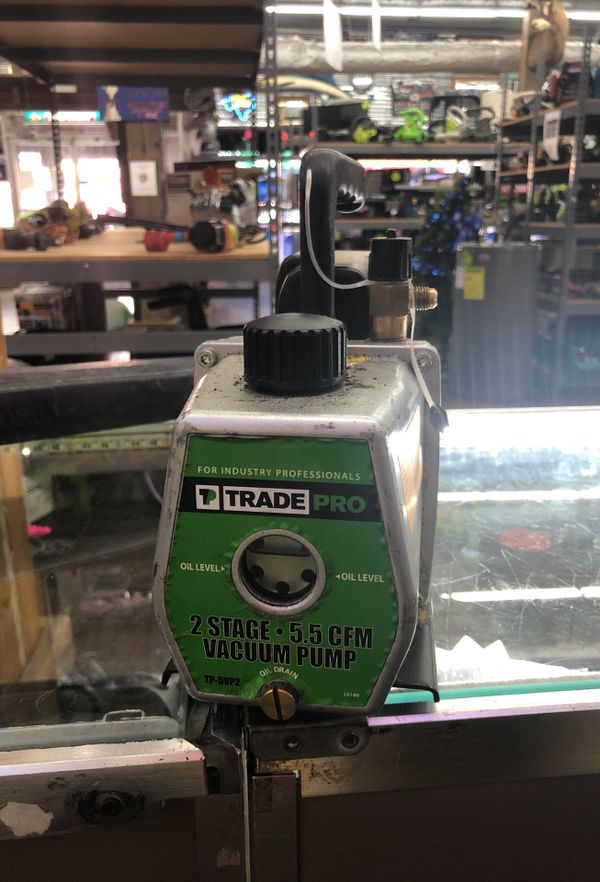 FOR INDUSTRY PROFESSIONALS
TP TRADE PRO
OIL LEVEL
OIL LEVEL
2 STAGE • 5.5 CFM
VACUUM PUMP
OIL DRAIN
TP-5VP2